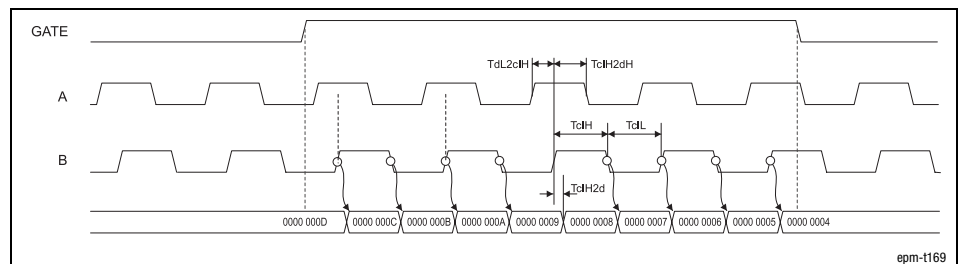 GATE
TdL2clH TclH2dH
A
TclH TclL
B
TclH2d
0000 000D 0000 000C 0000 000B 0000 000A 0000 0009 0000 0008 0000 0007 0000 0006 0000 0005 0000 0004
epm-t169